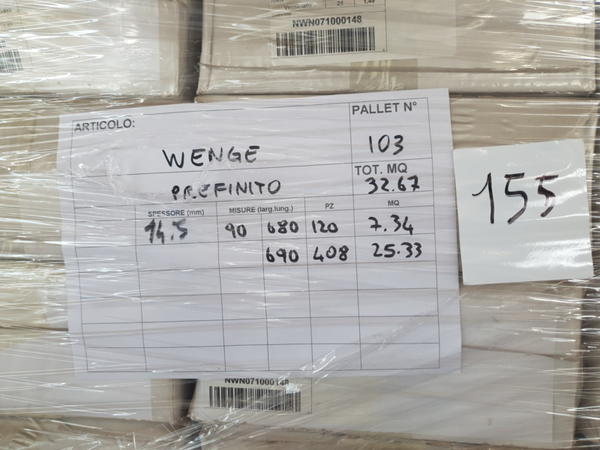 NWN071000148
ARTICOLO:
PALLET N°
WENGE
103
PREFINITO
TOT. MQ
32.67
SPESSORE (mm) MISURE (larg.lung.) PZ MQ
14.5 90 680 120 7.34
690 408 25.33
155
NWN071000148